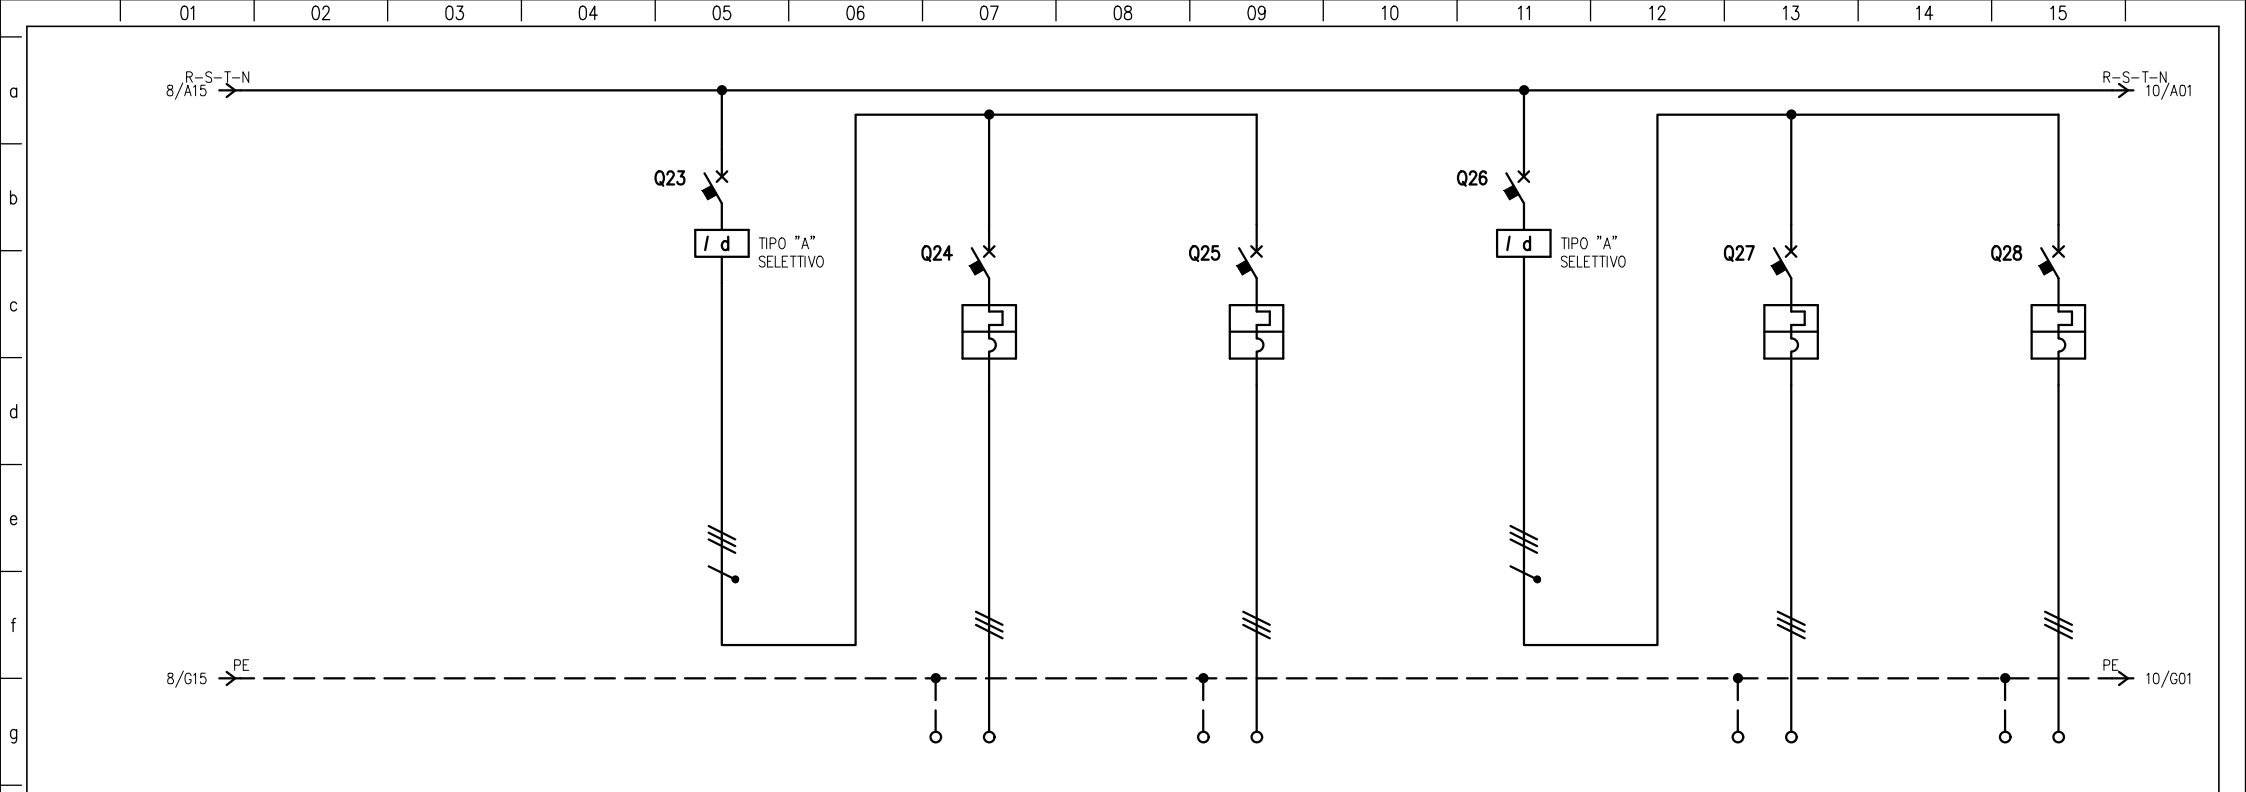 01 02 03 04 05 06 07 08 09 10 11 12 13 14 15
R-S-T-N R-S-T-N
a 8/A15 10/A01
b Q23 Q26
I d TIPO "A" I d TIPO "A"
Q24 Q25 Q27 Q28
SELETTIVO SELETTIVO
c
d
e
f
PE PE
8/G15 10/G01
g